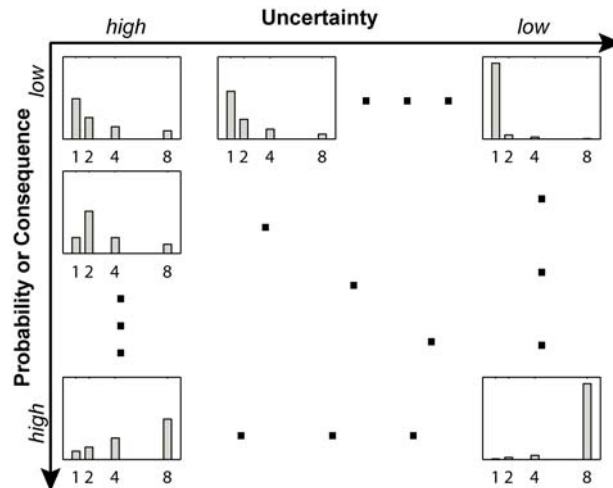 Uncertainty
high
low
low
1 2 4 8
1 2 4 8
1 2 4 8
1 2 4 8
Probability or Consequence
high
1 2 4 8
1 2 4 8